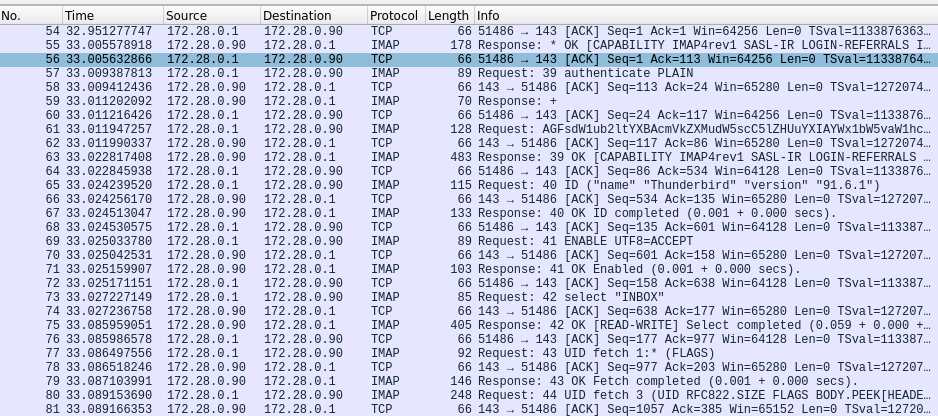 No. Time Source Destination Protocol Length Info
54 32.951277747 172.28.0.1 172.28.0.90 TCP 66 51486 → 143 [ACK] Seq=1 Ack=1 Win=64256 Len=0 TSval=1133876363…
55 33.005578918 172.28.0.90 172.28.0.1 IMAP 178 Response: * OK [CAPABILITY IMAP4rev1 SASL-IR LOGIN-REFERRALS I…
56 33.005632866 172.28.0.1 172.28.0.90 TCP 66 51486 → 143 [ACK] Seq=1 Ack=113 Win=64256 Len=0 TSval=11338764…
57 33.009387813 172.28.0.1 172.28.0.90 IMAP 89 Request: 39 authenticate PLAIN
58 33.009412436 172.28.0.90 172.28.0.1 TCP 66 143 → 51486 [ACK] Seq=113 Ack=24 Win=65280 Len=0 TSval=1272074…
59 33.011202092 172.28.0.90 172.28.0.1 IMAP 70 Response: +
60 33.011216426 172.28.0.1 172.28.0.90 TCP 66 51486 → 143 [ACK] Seq=24 Ack=117 Win=64256 Len=0 TSval=1133876…
61 33.011947257 172.28.0.1 172.28.0.90 IMAP 128 Request: AGFsdW1ub2ltYXBAcmVkZXMudW5scC5lZHUuYXIAYWx1bW5vaW1hc…
62 33.011990337 172.28.0.90 172.28.0.1 TCP 66 143 → 51486 [ACK] Seq=117 Ack=86 Win=65280 Len=0 TSval=1272074…
63 33.022817408 172.28.0.90 172.28.0.1 IMAP 483 Response: 39 OK [CAPABILITY IMAP4rev1 SASL-IR LOGIN-REFERRALS …
64 33.022845938 172.28.0.1 172.28.0.90 TCP 66 51486 → 143 [ACK] Seq=86 Ack=534 Win=64128 Len=0 TSval=1133876…
65 33.024239520 172.28.0.1 172.28.0.90 IMAP 115 Request: 40 ID ("name" "Thunderbird" "version" "91.6.1")
66 33.024256170 172.28.0.90 172.28.0.1 TCP 66 143 → 51486 [ACK] Seq=534 Ack=135 Win=65280 Len=0 TSval=127207…
67 33.024513047 172.28.0.90 172.28.0.1 IMAP 133 Response: 40 OK ID completed (0.001 + 0.000 secs).
68 33.024530575 172.28.0.1 172.28.0.90 TCP 66 51486 → 143 [ACK] Seq=135 Ack=601 Win=64128 Len=0 TSval=113387…
69 33.025033780 172.28.0.1 172.28.0.90 IMAP 89 Request: 41 ENABLE UTF8=ACCEPT
70 33.025042531 172.28.0.90 172.28.0.1 TCP 66 143 → 51486 [ACK] Seq=601 Ack=158 Win=65280 Len=0 TSval=127207…
71 33.025159907 172.28.0.90 172.28.0.1 IMAP 103 Response: 41 OK Enabled (0.001 + 0.000 secs).
72 33.025171151 172.28.0.1 172.28.0.90 TCP 66 51486 → 143 [ACK] Seq=158 Ack=638 Win=64128 Len=0 TSval=113387…
73 33.027227149 172.28.0.1 172.28.0.90 IMAP 85 Request: 42 select "INBOX"
74 33.027236758 172.28.0.90 172.28.0.1 TCP 66 143 → 51486 [ACK] Seq=638 Ack=177 Win=65280 Len=0 TSval=127207…
75 33.085959051 172.28.0.90 172.28.0.1 IMAP 405 Response: 42 OK [READ-WRITE] Select completed (0.059 + 0.000 +…
76 33.085986578 172.28.0.1 172.28.0.90 TCP 66 51486 → 143 [ACK] Seq=177 Ack=977 Win=64128 Len=0 TSval=113387…
77 33.086497556 172.28.0.1 172.28.0.90 IMAP 92 Request: 43 UID fetch 1:* (FLAGS)
78 33.086518246 172.28.0.90 172.28.0.1 TCP 66 143 → 51486 [ACK] Seq=977 Ack=203 Win=65280 Len=0 TSval=127207…
79 33.087103991 172.28.0.90 172.28.0.1 IMAP 146 Response: 43 OK Fetch completed (0.001 + 0.000 secs).
80 33.089153690 172.28.0.1 172.28.0.90 IMAP 248 Request: 44 UID fetch 3 (UID RFC822.SIZE FLAGS BODY.PEEK[HEADE…
81 33.089166353 172.28.0.90 172.28.0.1 TCP 66 143 → 51486 [ACK] Seq=1057 Ack=385 Win=65152 Len=0 TSval=12720…